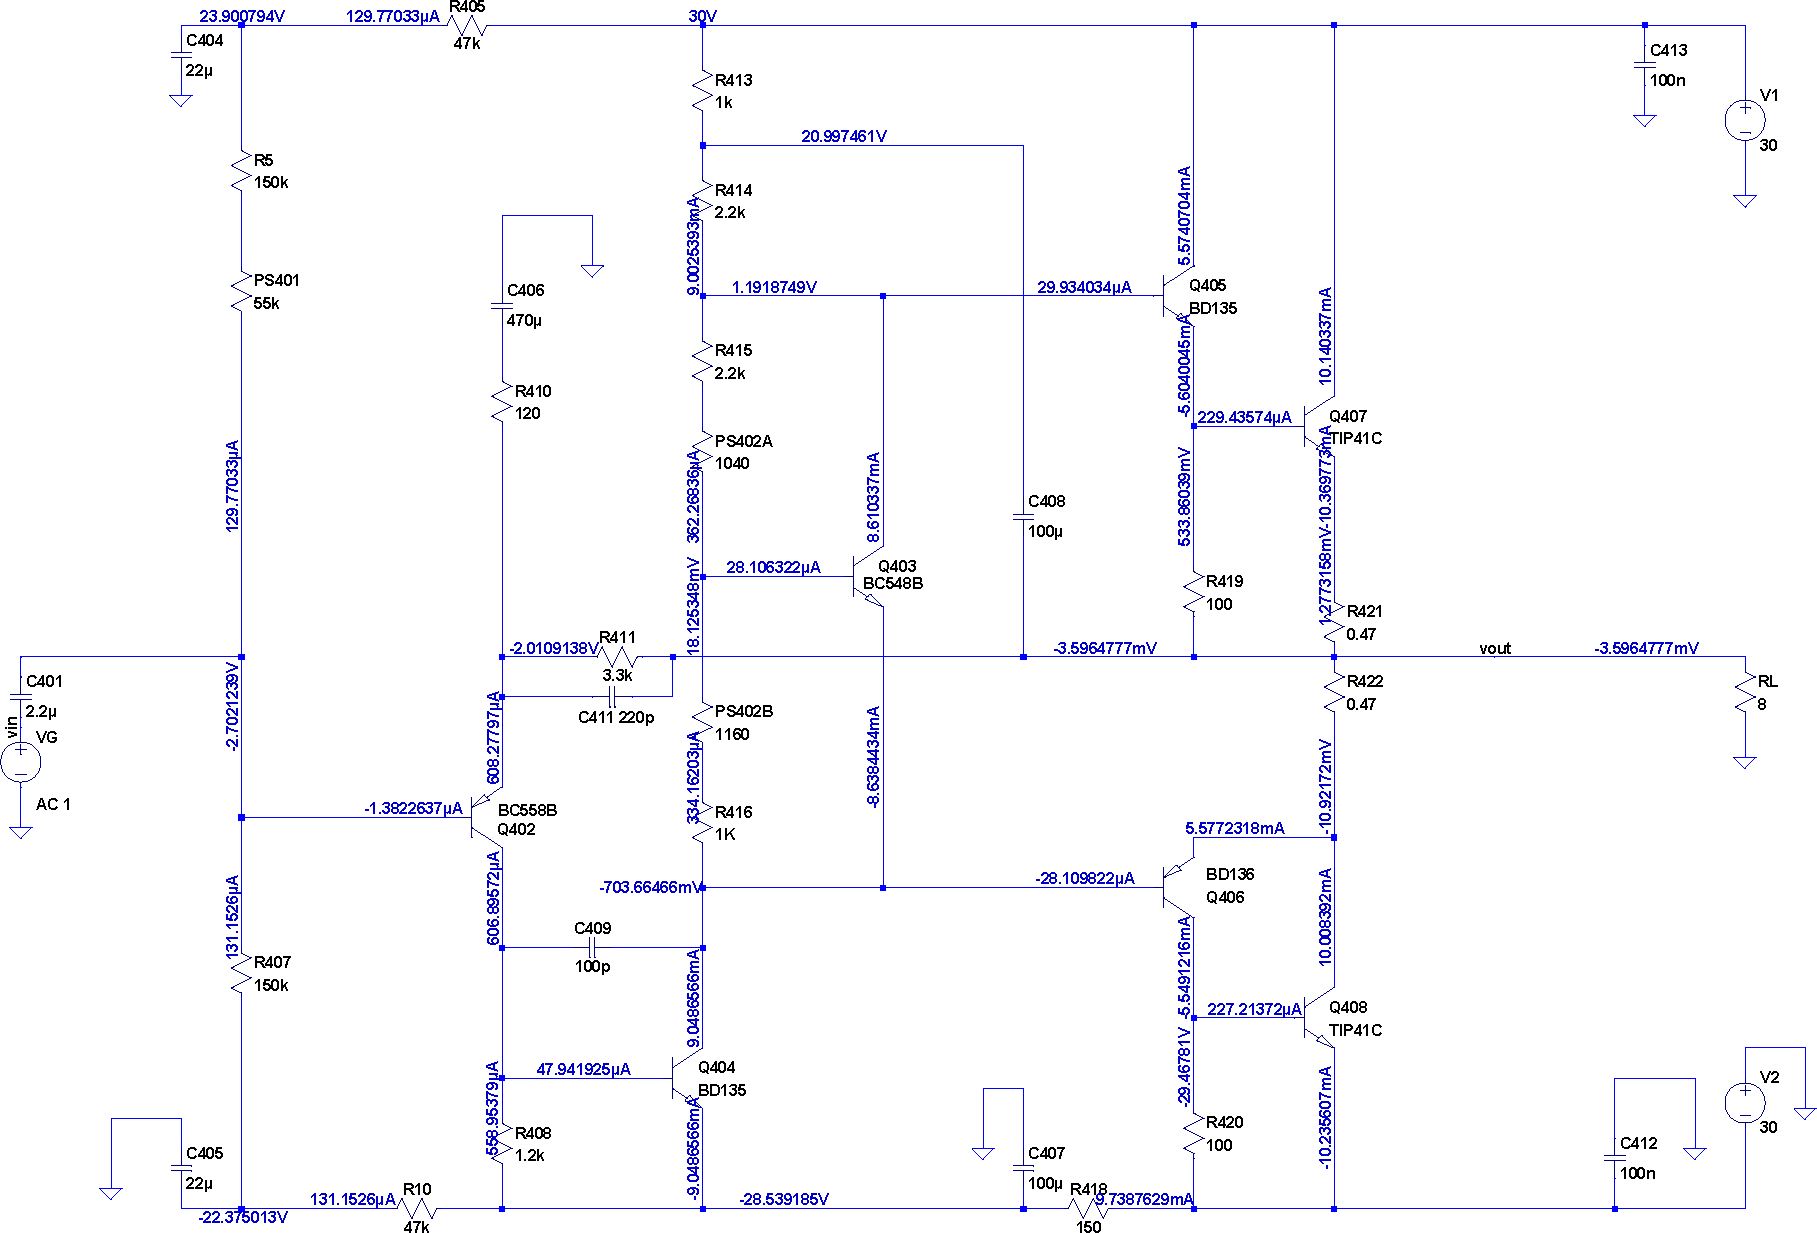 23.900794V
129.77033µA
R405
47k
30V
C404
22µ
R413
1k
C413
100n
V1
30
20.997461V
R5
150k
R414
2.2k
9.0025393mA
5.5740704mA
PS401
55k
C406
470µ
1.1918749V
29.934034µA
Q405
BD135
-5.6040045mA
10.140337mA
R415
2.2k
R410
120
229.43574µA
Q407
TIP41C
-10.369773mA
PS402A
1040
129.77033µA
362.26836µA
8.610337mA
533.86039mV
C408
100µ
28.106322µA
Q403
BC548B
18.125348mV
1.2773158mV
R419
100
R421
0.47
-2.0109138V
R411
3.3k
-3.5964777mV
vout
-3.5964777mV
C401
2.2µ
vin
VG
AC 1
-2.7021239V
C411 220p
R422
0.47
RL
8
608.27797µA
PS402B
1160
334.16203µA
-8.6384434mA
-10.92172mV
-1.3822637µA
BC558B
Q402
R416
1K
5.5772318mA
606.89572µA
131.1526µA
-703.66466mV
-28.109822µA
BD136
Q406
10.008392mA
C409
100p
R407
150k
9.0486566mA
-5.5491216mA
227.21372µA
Q408
TIP41C
47.941925µA
Q404
BD135
558.95379µA
-29.46781V
V2
30
-9.0486566mA
-10.235607mA
R408
1.2k
R420
100
C405
22µ
C407
100µ
C412
100n
-22.375013V
131.1526µA
R10
47k
-28.539185V
R418
9.7387629mA
150